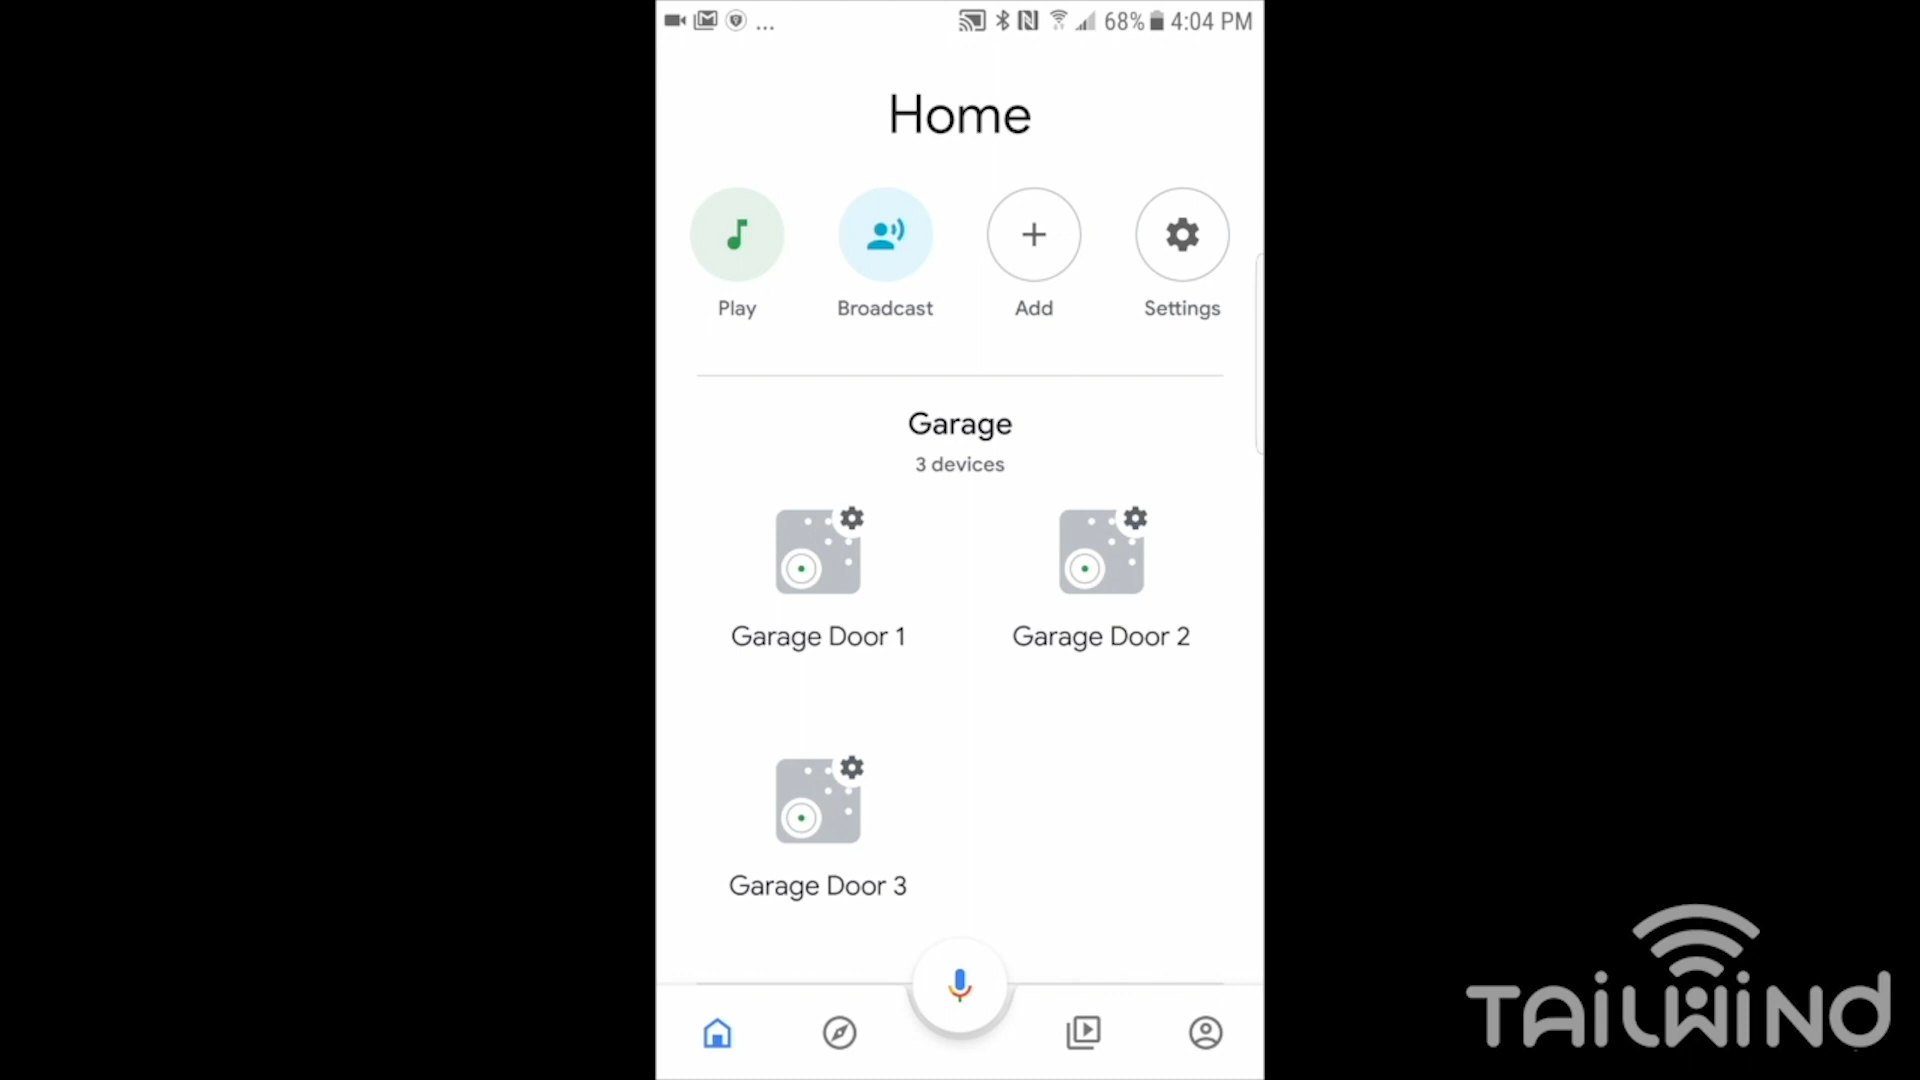 ... 68% 4:04 PM
Home
Play Broadcast Add Settings
Garage
3 devices
Garage Door 1 Garage Door 2
Garage Door 3
TAILWIND